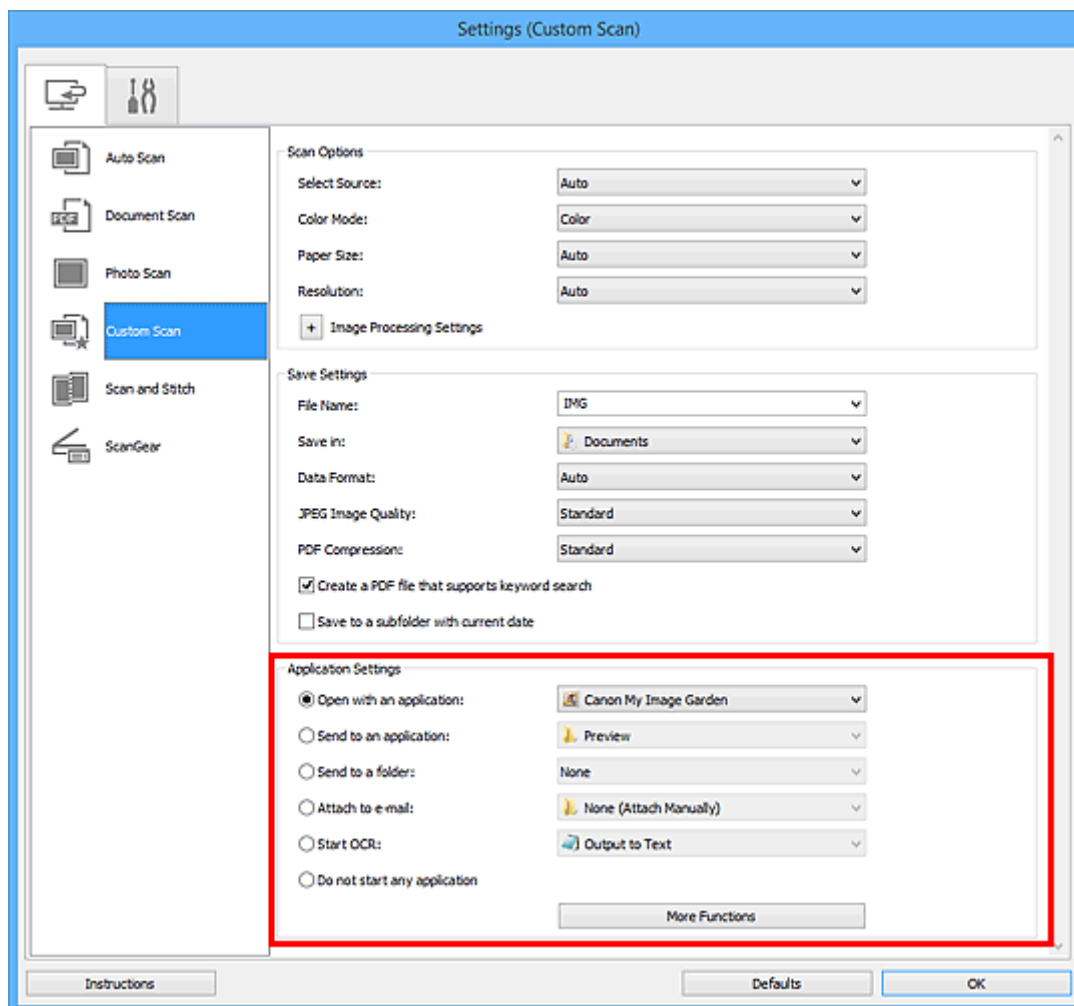 Settings (Custom Scan)
Auto Scan
PDF
Document Scan
Photo Scan
Custom Scan
Scan and Stitch
ScanGear
Scan Options
Select Source: Auto
Color Mode: Color
Paper Size: Auto
Resolution: Auto
+ Image Processing Settings
Save Settings
File Name: IMG
Save in: Documents
Data Format: Auto
JPEG Image Quality: Standard
PDF Compression: Standard
Create a PDF file that supports keyword search
Save to a subfolder with current date
Application Settings
Open with an application: Canon My Image Garden
Send to an application: Preview
Send to a folder: None
Attach to e-mail: None (Attach Manually)
Start OCR: Output to Text
Do not start any application
More Functions
Instructions Defaults OK